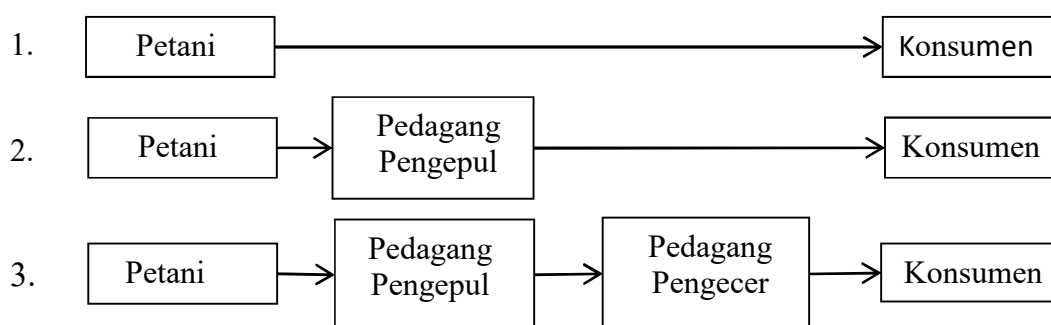 1. Petani Konsumen
2. Petani Pedagang Pengepul Konsumen
3. Petani Pedagang Pengepul Pedagang Pengecer Konsumen